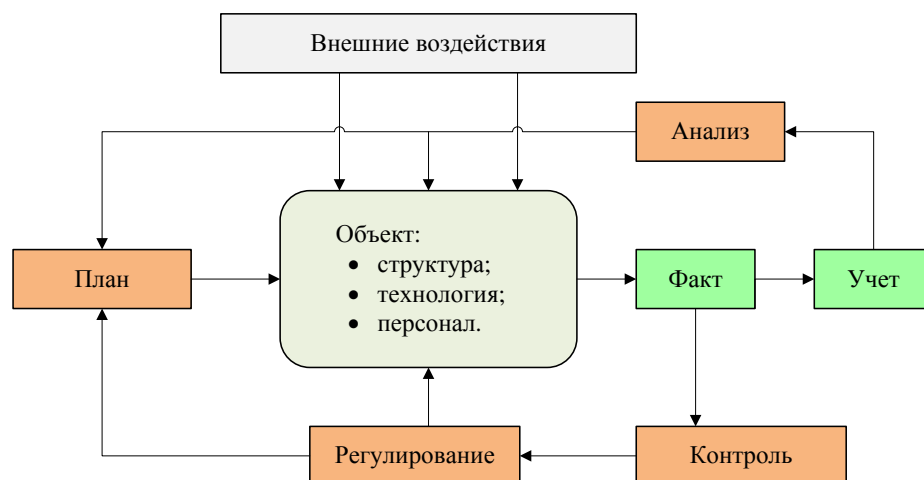 Внешние воздействия
Анализ
Объект:
• структура;
• технология;
• персонал.
План
Факт
Учет
Регулирование
Контроль